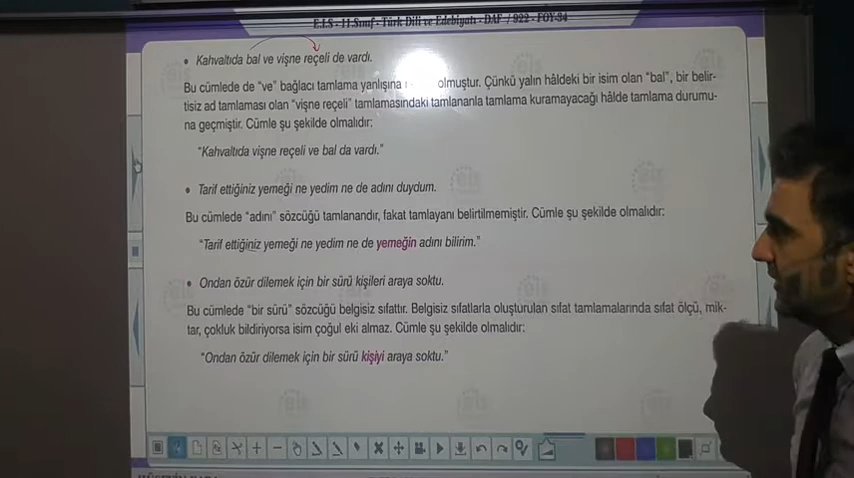 E.I.S - 11.Sınıf - Türk Dili ve Edebiyatı - DAF / 922 - FÖY-34
• Kahvaltıda bal ve vişne reçeli de vardı.
Bu cümlede de “ve” bağlacı tamlama yanlışına olmuştur. Çünkü yalın hâldeki bir isim olan “bal”, bir belir-
tisiz ad tamlaması olan “vişne reçeli” tamlamasındaki tamlananla tamlama kuramayacağı hâlde tamlama durumu-
na geçmiştir. Cümle şu şekilde olmalıdır:
“Kahvaltıda vişne reçeli ve bal da vardı.”
• Tarif ettiğiniz yemeği ne yedim ne de adını duydum.
Bu cümlede “adını” sözcüğü tamlanandır, fakat tamlayanı belirtilmemiştir. Cümle şu şekilde olmalıdır:
“Tarif ettiğiniz yemeği ne yedim ne de yemeğin adını bilirim.”
• Ondan özür dilemek için bir sürü kişileri araya soktu.
Bu cümlede “bir sürü” sözcüğü belgisiz sıfattır. Belgisiz sıfatlarla oluşturulan sıfat tamlamalarında sıfat ölçü, mik-
tar, çokluk bildiriyorsa isim çoğul eki almaz. Cümle şu şekilde olmalıdır:
“Ondan özür dilemek için bir sürü kişiyi araya soktu.”